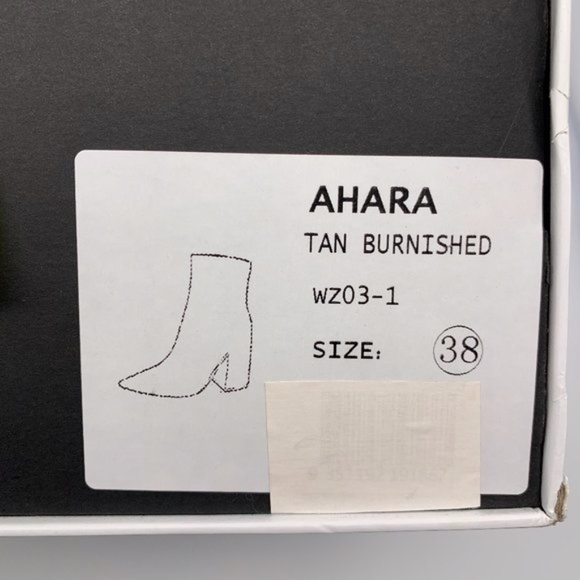 AHARA
TAN BURNISHED
WZ03-1
SIZE: 38